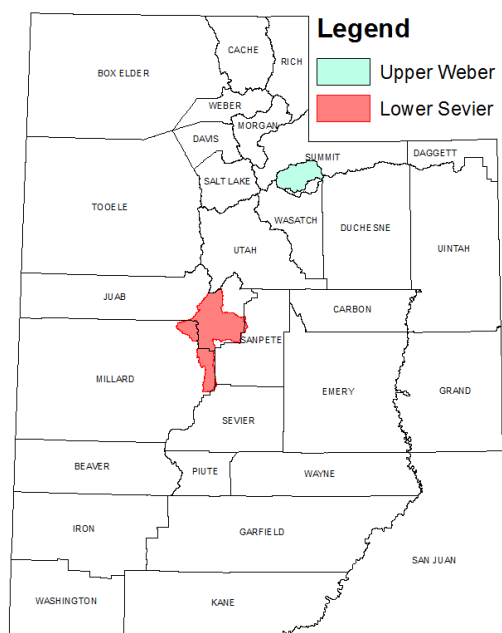 Legend
Upper Weber
Lower Sevier
CACHE
RICH
BOX ELDER
WEBER
MORGAN
DAVIS
SUMMIT
DAGGETT
SALT LAKE
TOOELE
WASATCH
DUCHESNE
UTAH
UINTAH
JUAB
CARBON
SANPETE
MILLARD
EMERY
GRAND
SEVIER
BEAVER
PIUTE
WAYNE
IRON
GARFIELD
SAN JUAN
WASHINGTON
KANE